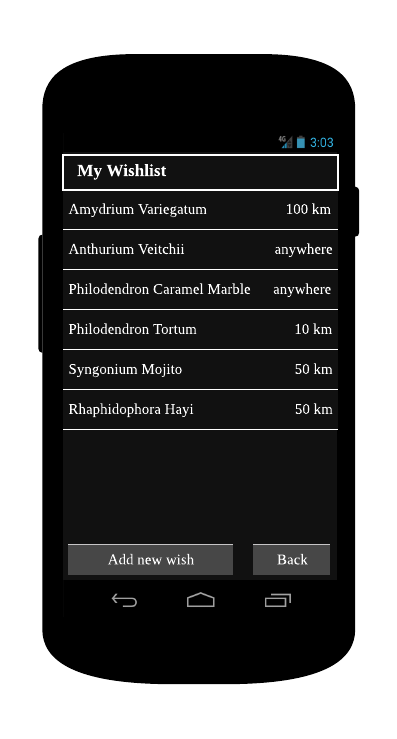 4G 3:03
My Wishlist
Amydrium Variegatum 100 km
Anthurium Veitchii anywhere
Philodendron Caramel Marble anywhere
Philodendron Tortum 10 km
Syngonium Mojito 50 km
Rhaphidophora Hayi 50 km
Add new wish Back